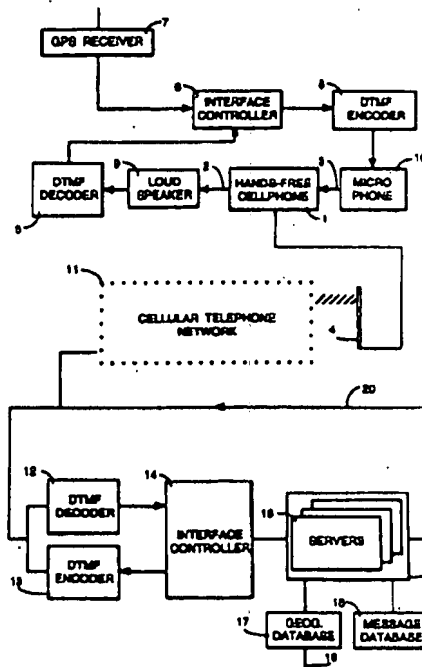 7
GPS RECEIVER
6
INTERFACE
CONTROLLER
DTMF
ENCODER
DTMF
DECODER
5
9
LOUD
SPEAKER
2
HANDS-FREE
CELLPHONE
1
3
MICRO
PHONE
10
11
CELLULAR TELEPHONE
NETWORK
4
20
12
DTMF
DECODER
DTMF
ENCODER
13
14
INTERFACE
CONTROLLER
SERVERS
17
GEOG.
DATABASE
MESSAGE
DATABASE